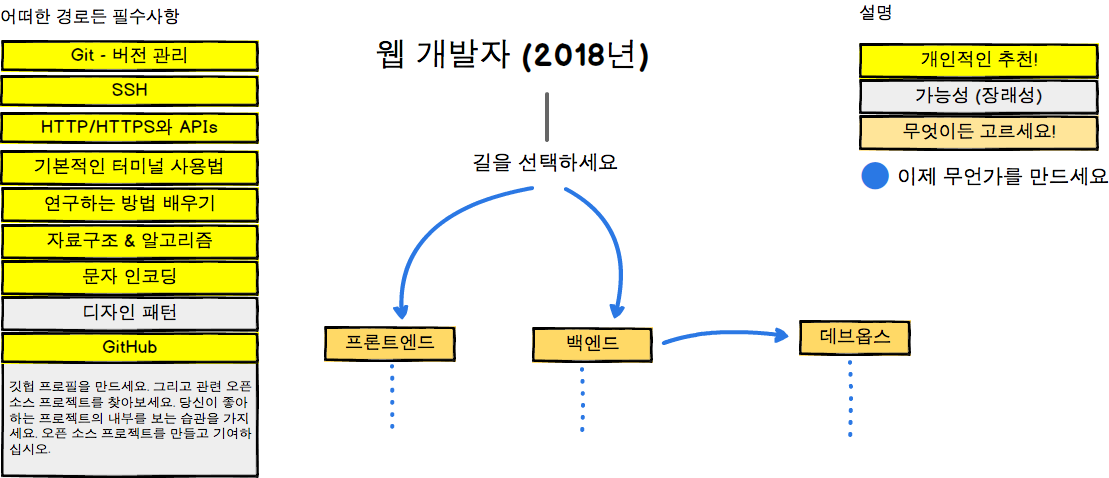 어떠한 경로든 필수사항
Git - 버전 관리
SSH
HTTP/HTTPS와 APIs
기본적인 터미널 사용법
연구하는 방법 배우기
자료구조 & 알고리즘
문자 인코딩
디자인 패턴
GitHub
깃헙 프로필을 만드세요. 그리고 관련 오픈
소스 프로젝트를 찾아보세요. 당신이 좋아
하는 프로젝트의 내부를 보는 습관을 가지
세요. 오픈 소스 프로젝트를 만들고 기여하
십시오.
웹 개발자 (2018년)
길을 선택하세요
프론트엔드
백엔드
데브옵스
설명
개인적인 추천!
가능성 (장래성)
무엇이든 고르세요!
이제 무언가를 만드세요